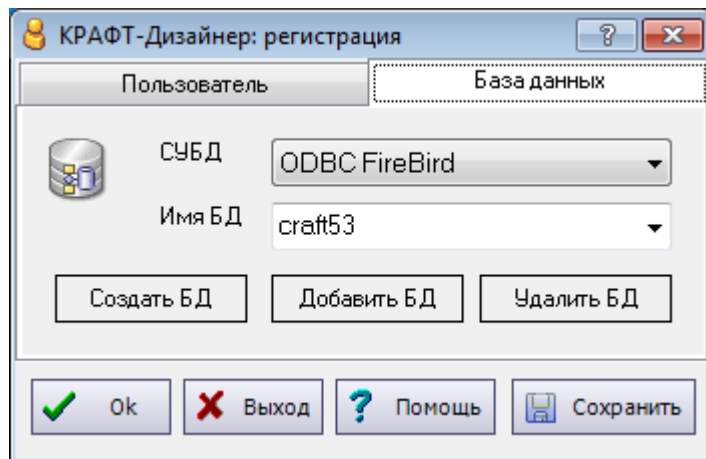 КРАФТ-Дизайнер: регистрация
Пользователь
База данных
СУБД
ODBC FireBird
Имя БД
craft53
Создать БД
Добавить БД
Удалить БД
Ok
Выход
Помощь
Сохранить